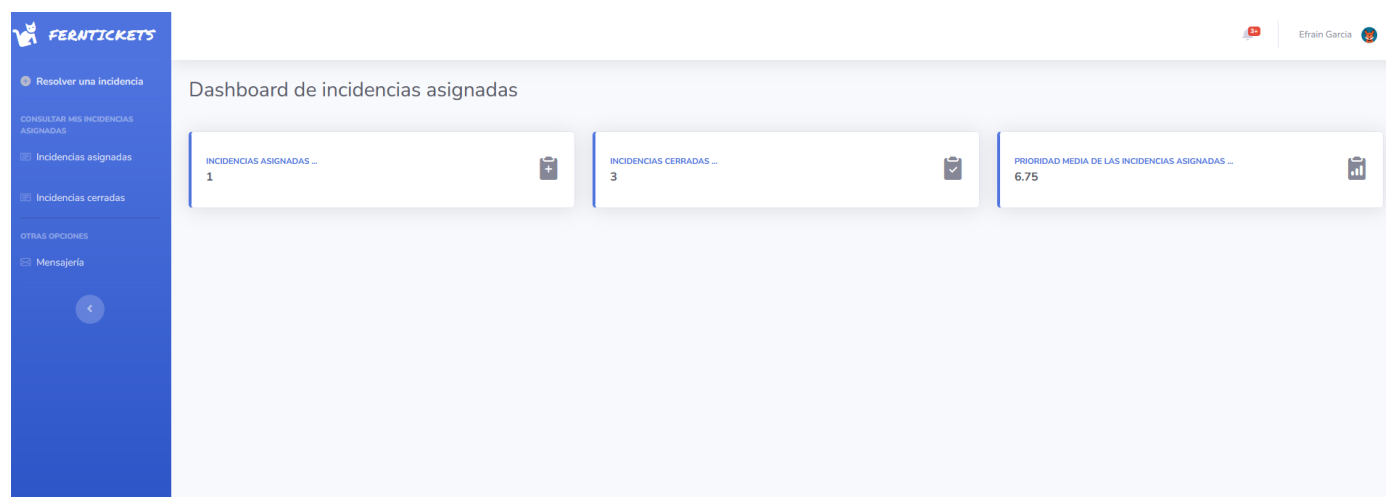 FERNTICKETS
3+
Efrain Garcia
Resolver una incidencia
CONSULTAR MIS INCIDENCIAS
ASIGNADAS
Incidencias asignadas
Incidencias cerradas
OTRAS OPCIONES
Mensajería
Dashboard de incidencias asignadas
INCIDENCIAS ASIGNADAS ...
1
INCIDENCIAS CERRADAS ...
3
PRIORIDAD MEDIA DE LAS INCIDENCIAS ASIGNADAS ...
6.75